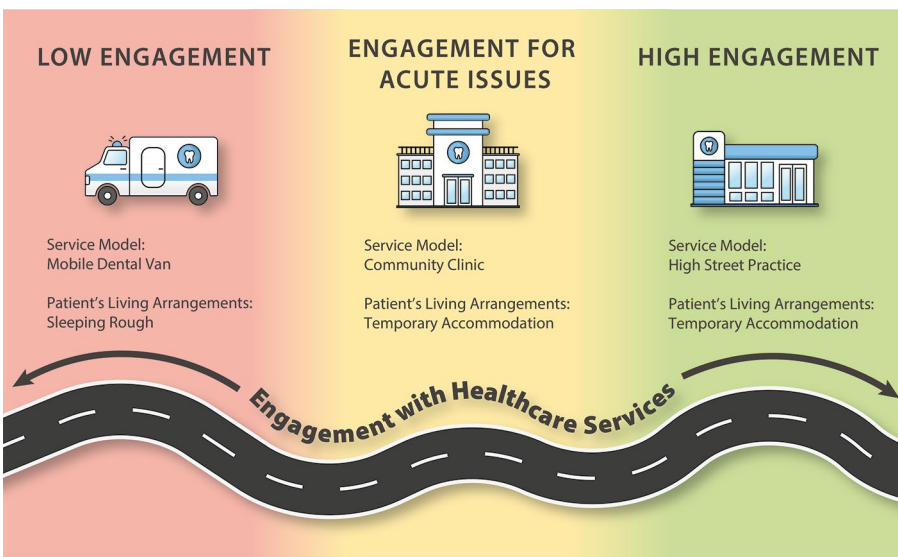 LOW ENGAGEMENT
Service Model:
Mobile Dental Van
Patient's Living Arrangements:
Sleeping Rough
ENGAGEMENT FOR
ACUTE ISSUES
Service Model:
Community Clinic
Patient's Living Arrangements:
Temporary Accommodation
HIGH ENGAGEMENT
Service Model:
High Street Practice
Patient's Living Arrangements:
Temporary Accommodation
Engagement with Healthcare Services